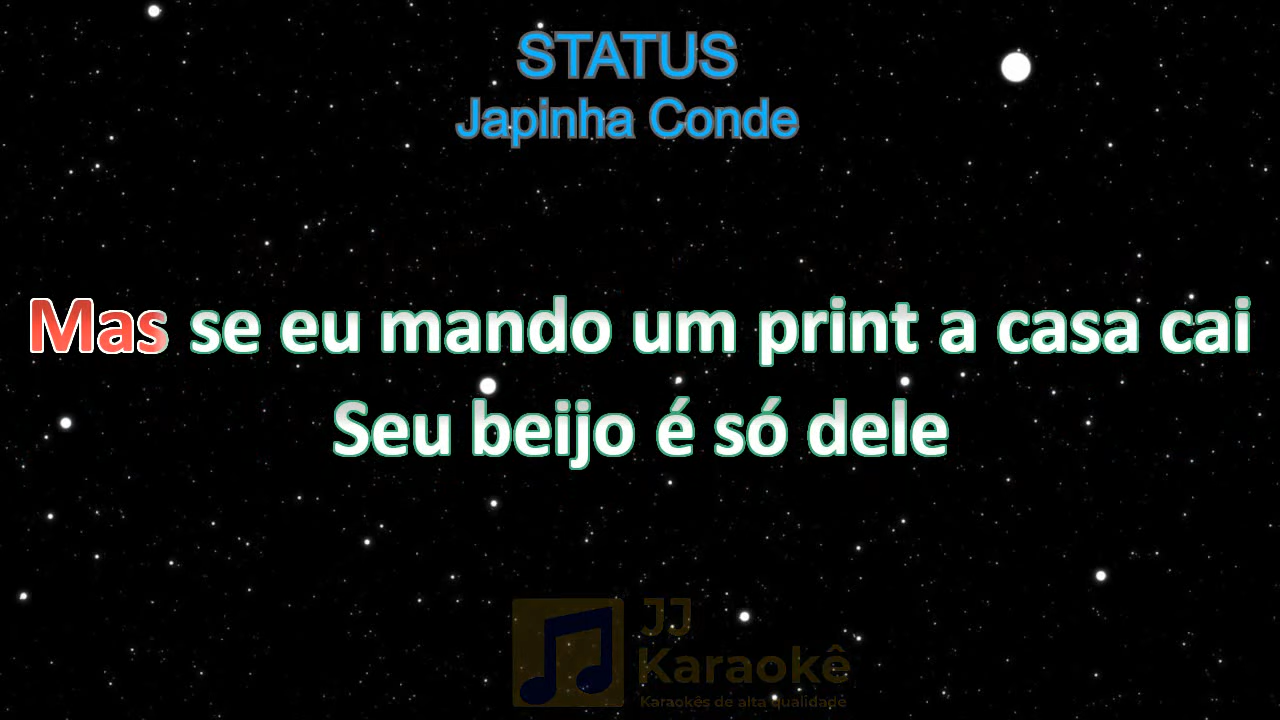 STATUS
Japinha Conde
Mas se eu mando um print a casa cai
Seu beijo é só dele
JJ
Karaokê
Karaokês de alta qualidade